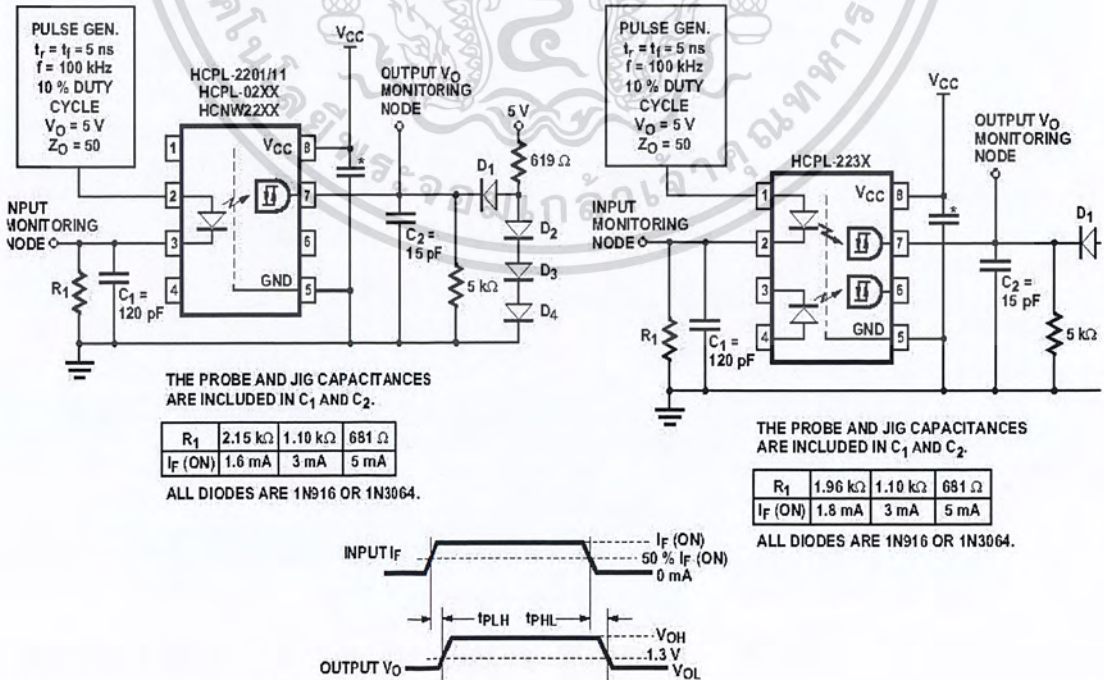 PULSE GEN.
tr = tf = 5 ns
f = 100 kHz
10 % DUTY
CYCLE
VO = 5 V
ZO = 50
HCPL-2201/11
HCPL-02XX
HCNW22XX
VCC
OUTPUT VO
MONITORING
NODE
5 V
619 Ω
D1
1
2
3
4
VCC
8
7
6
GND
5
INPUT
MONITORING
NODE
R1
C1 =
120 pF
C2 =
15 pF
5 kΩ
D2
D3
D4
THE PROBE AND JIG CAPACITANCES
ARE INCLUDED IN C1 AND C2.
R1 2.15 kΩ 1.10 kΩ 681 Ω
IF (ON) 1.6 mA 3 mA 5 mA
ALL DIODES ARE 1N916 OR 1N3064.
PULSE GEN.
tr = tf = 5 ns
f = 100 kHz
10 % DUTY
CYCLE
VO = 5 V
ZO = 50
HCPL-223X
VCC
OUTPUT VO
MONITORING
NODE
D1
1
2
3
4
VCC
8
7
6
GND
5
INPUT
MONITORING
NODE
R1
C1 =
120 pF
C2 =
15 pF
5 kΩ
THE PROBE AND JIG CAPACITANCES
ARE INCLUDED IN C1 AND C2.
R1 1.96 kΩ 1.10 kΩ 681 Ω
IF (ON) 1.8 mA 3 mA 5 mA
ALL DIODES ARE 1N916 OR 1N3064.
INPUT IF
IF (ON)
50 % IF (ON)
0 mA
tPLH tPHL
OUTPUT VO
VOH
1.3 V
VOL